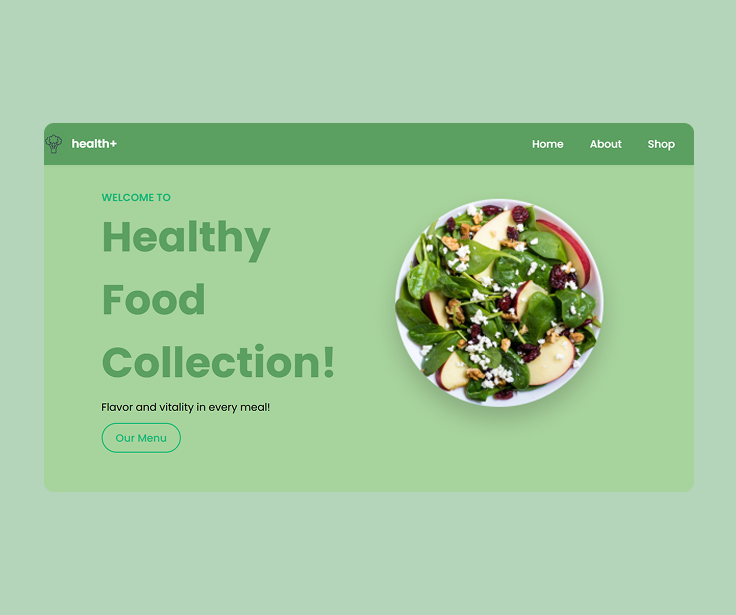 health+
Home About Shop
WELCOME TO
Healthy
Food
Collection!
Flavor and vitality in every meal!
Our Menu